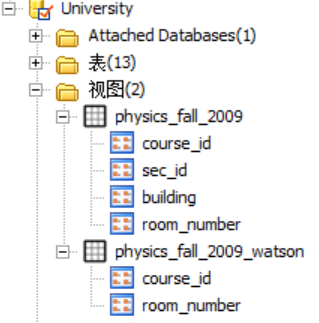 University
Attached Databases(1)
表(13)
视图(2)
physics_fall_2009
course_id
sec_id
building
room_number
physics_fall_2009_watson
course_id
room_number